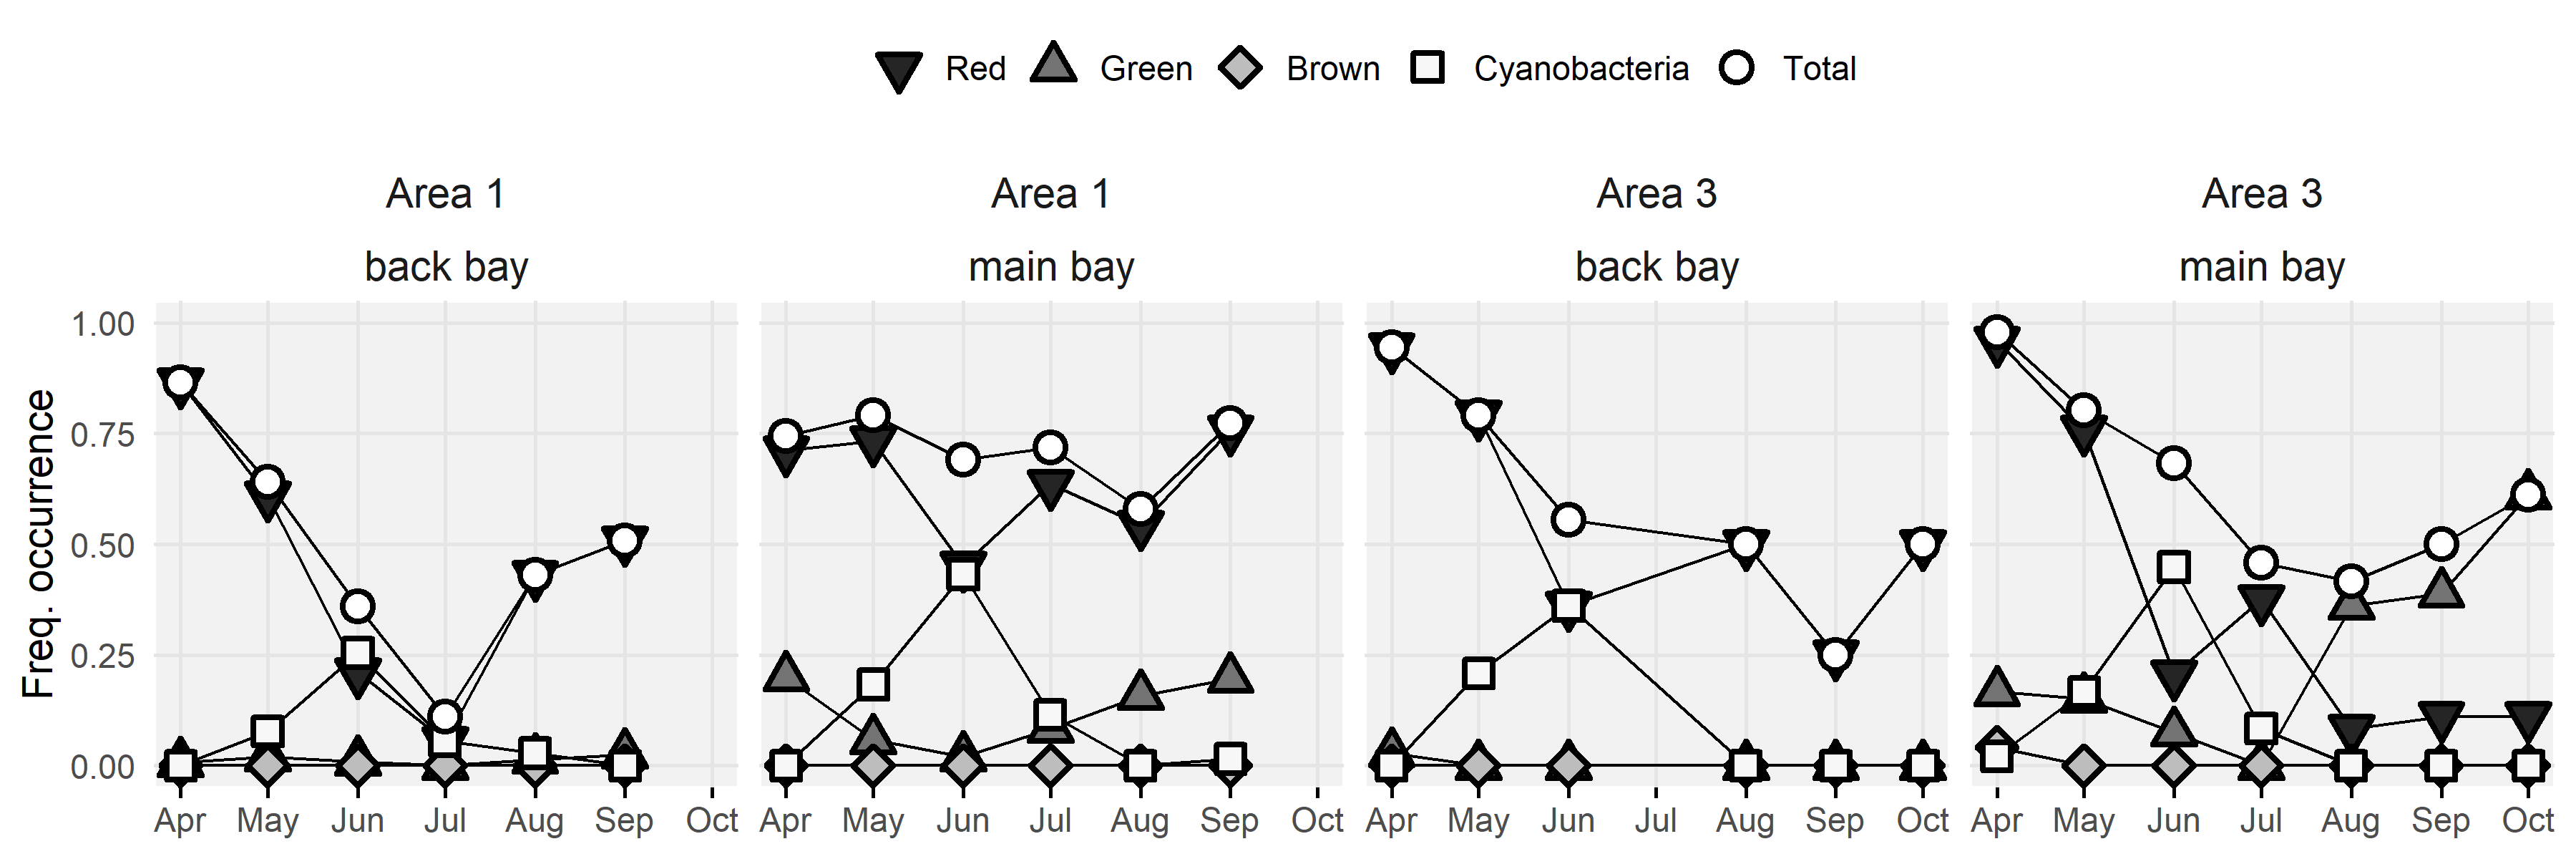 Red Green Brown Cyanobacteria Total
Area 1 Area 1 Area 3 Area 3
back bay main bay back bay main bay
Freq. occurrence
1.00
0.75
0.50
0.25
0.00
Apr May Jun Jul Aug Sep Oct Apr May Jun Jul Aug Sep Oct Apr May Jun Jul Aug Sep Oct Apr May Jun Jul Aug Sep Oct